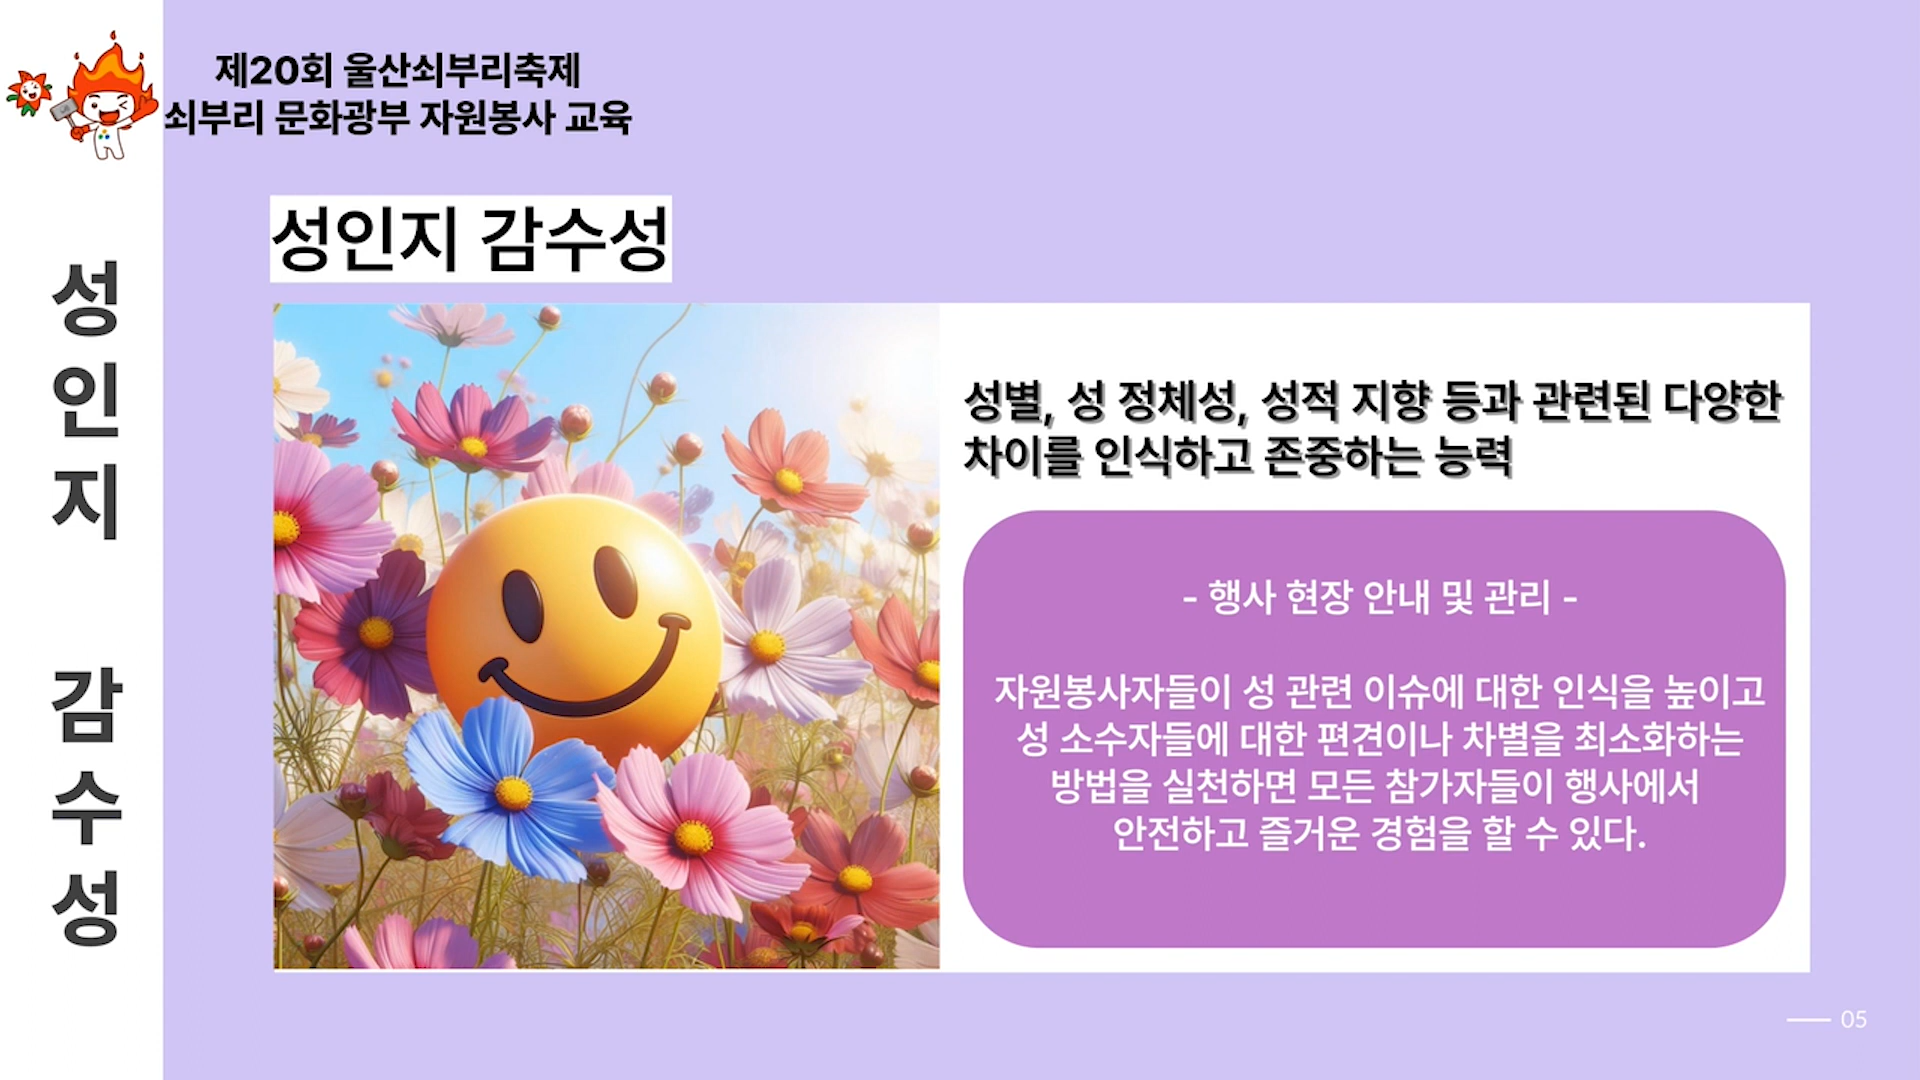 제20회 울산쇠부리축제
쇠부리 문화광부 자원봉사 교육
성인지 감수성
성인지 감수성
성별, 성 정체성, 성적 지향 등과 관련된 다양한
차이를 인식하고 존중하는 능력
- 행사 현장 안내 및 관리 -
자원봉사자들이 성 관련 이슈에 대한 인식을 높이고
성 소수자들에 대한 편견이나 차별을 최소화하는
방법을 실천하면 모든 참가자들이 행사에서
안전하고 즐거운 경험을 할 수 있다.
05